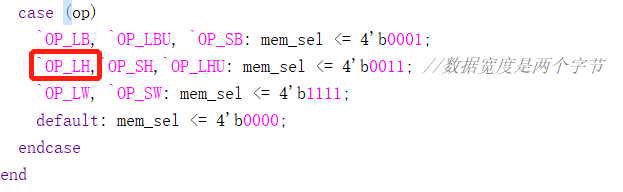 case (op)
`OP_LB, `OP_LBU, `OP_SB: mem_sel <= 4'b0001;
`OP_LH,`OP_SH,`OP_LHU: mem_sel <= 4'b0011; //数据宽度是两个字节
`OP_LW, `OP_SW: mem_sel <= 4'b1111;
default: mem_sel <= 4'b0000;
endcase
end